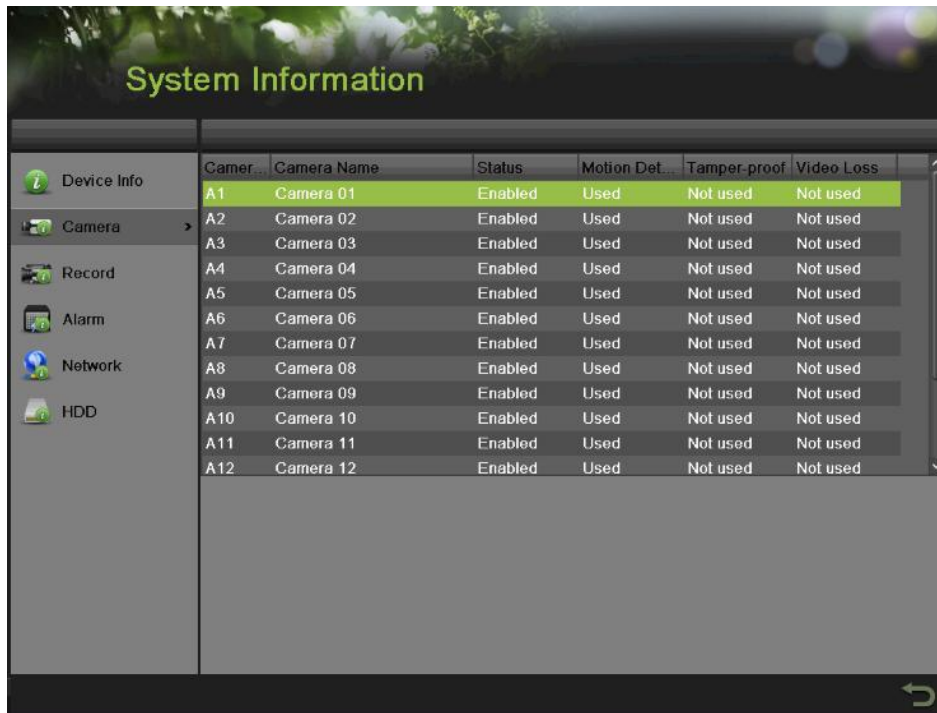 System Information
Device Info
Camera
Record
Alarm
Network
HDD
Camer... Camera Name Status Motion Det... Tamper-proof Video Loss
A1 Camera 01 Enabled Used Not used Not used
A2 Camera 02 Enabled Used Not used Not used
A3 Camera 03 Enabled Used Not used Not used
A4 Camera 04 Enabled Used Not used Not used
A5 Camera 05 Enabled Used Not used Not used
A6 Camera 06 Enabled Used Not used Not used
A7 Camera 07 Enabled Used Not used Not used
A8 Camera 08 Enabled Used Not used Not used
A9 Camera 09 Enabled Used Not used Not used
A10 Camera 10 Enabled Used Not used Not used
A11 Camera 11 Enabled Used Not used Not used
A12 Camera 12 Enabled Used Not used Not used